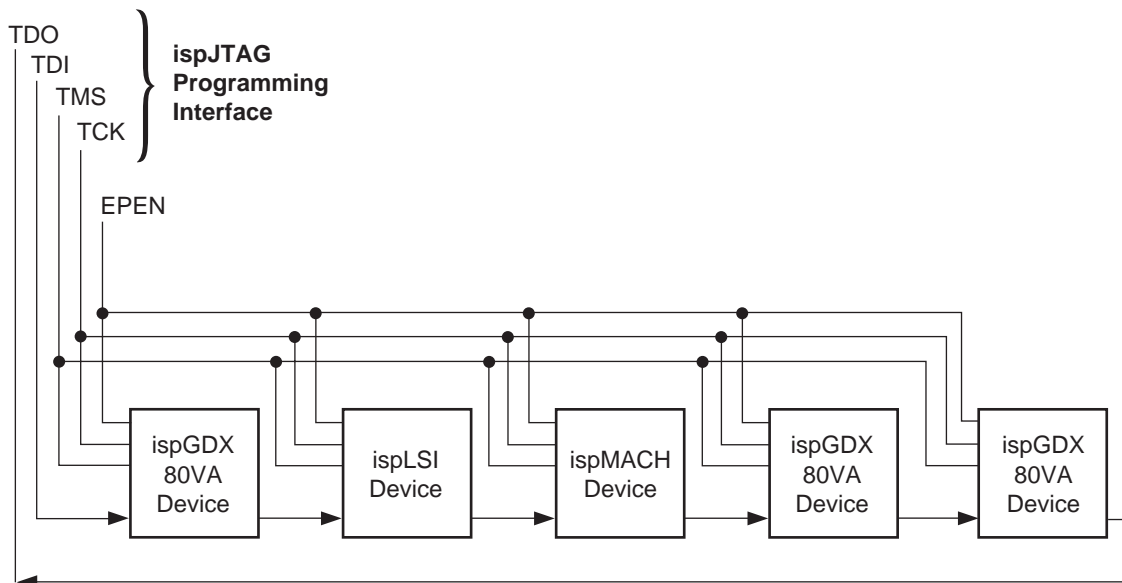 TDO
TDI
TMS
TCK
ispJTAG
Programming
Interface
EPEN
ispGDX
80VA
Device
ispLSI
Device
ispMACH
Device
ispGDX
80VA
Device
ispGDX
80VA
Device